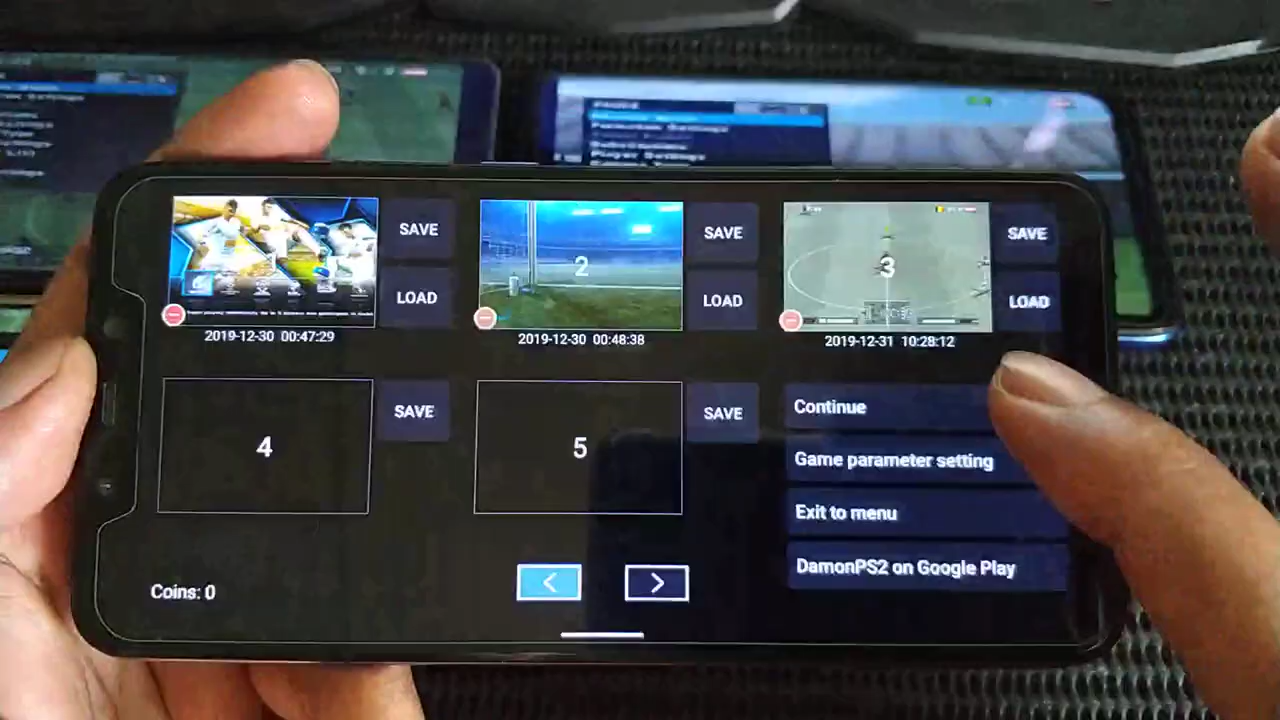 Player Settings
SAVE
LOAD
2019-12-30 00:47:29
2
SAVE
LOAD
2019-12-30 00:48:38
3
SAVE
LOAD
2019-12-31 10:28:12
4
SAVE
5
SAVE
Continue
Game parameter setting
Exit to menu
DamonPS2 on Google Play
Coins: 0
<
>